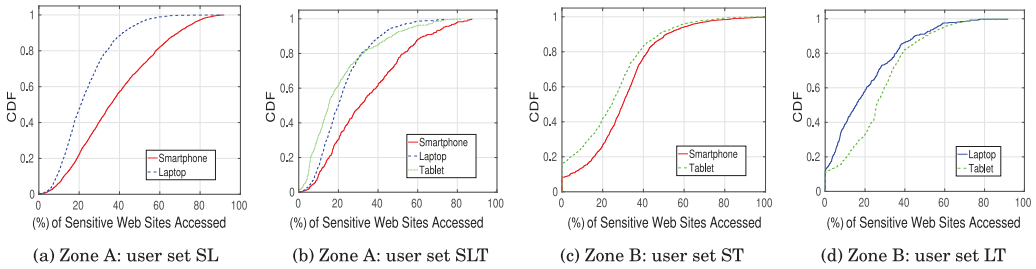 CDF
1
0.8
0.6
0.4
0.2
0
0 20 40 60 80 100
Smartphone
Laptop
(%) of Sensitive Web Sites Accessed
(a) Zone A: user set SL
CDF
1
0.8
0.6
0.4
0.2
0
0 20 40 60 80 100
Smartphone
Laptop
Tablet
(%) of Sensitive Web Sites Accessed
(b) Zone A: user set SLT
CDF
1
0.8
0.6
0.4
0.2
0
0 20 40 60 80 100
Smartphone
Tablet
(%) of Sensitive Web Sites Accessed
(c) Zone B: user set ST
CDF
1
0.8
0.6
0.4
0.2
0
0 20 40 60 80 100
Laptop
Tablet
(%) of Sensitive Web Sites Accessed
(d) Zone B: user set LT